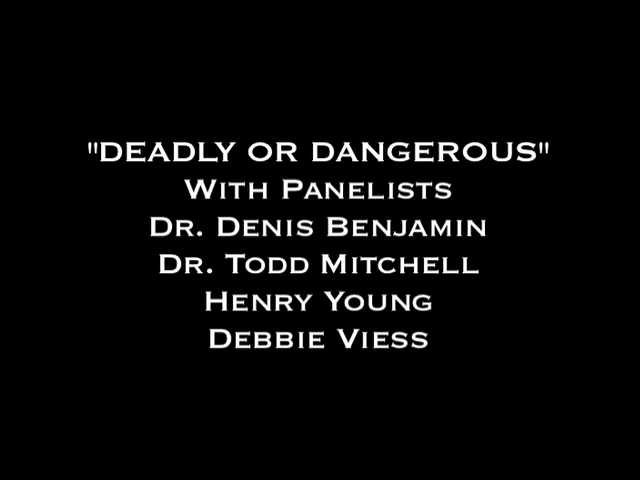 "DEADLY OR DANGEROUS"
With Panelists
Dr. Denis Benjamin
Dr. Todd Mitchell
Henry Young
Debbie Viess